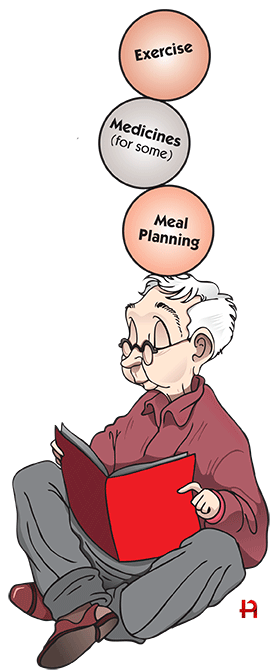 Exercise
Medicines
(for some)
Meal
Planning